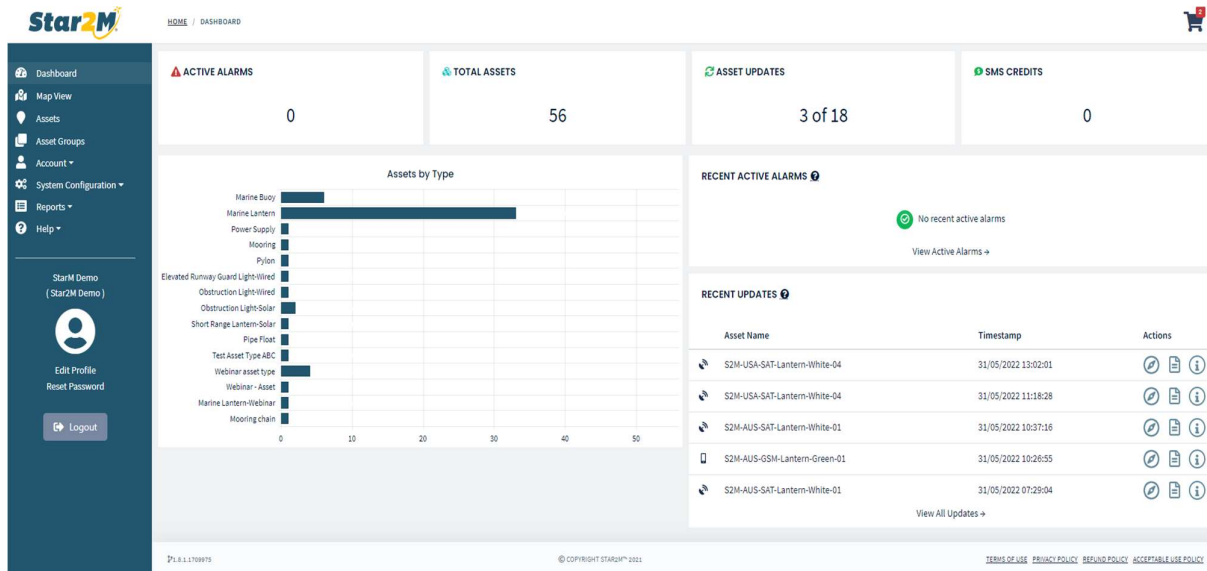 Star2M
HOME / DASHBOARD
2
Dashboard
Map View
Assets
Asset Groups
Account
System Configuration
Reports
Help
StarM Demo
( Star2M Demo )
Edit Profile
Reset Password
Logout
ACTIVE ALARMS
0
TOTAL ASSETS
56
ASSET UPDATES
3 of 18
SMS CREDITS
0
Assets by Type
Marine Buoy
Marine Lantern
Power Supply
Mooring
Pylon
Elevated Runway Guard Light-Wired
Obstruction Light-Wired
Obstruction Light-Solar
Short Range Lantern-Solar
Pipe Float
Test Asset Type ABC
Webinar asset type
Webinar - Asset
Marine Lantern-Webinar
Mooring chain
0 10 20 30 40 50
RECENT ACTIVE ALARMS ?
No recent active alarms
View Active Alarms →
RECENT UPDATES ?
Asset Name Timestamp Actions
S2M-USA-SAT-Lantern-White-04 31/05/2022 13:02:01
S2M-USA-SAT-Lantern-White-04 31/05/2022 11:18:28
S2M-AUS-SAT-Lantern-White-01 31/05/2022 10:37:16
S2M-AUS-GSM-Lantern-Green-01 31/05/2022 10:26:55
S2M-AUS-SAT-Lantern-White-01 31/05/2022 07:29:04
View All Updates →
1.8.1.1709975
© COPYRIGHT STAR2M™ 2021
TERMS OF USE PRIVACY POLICY REFUND POLICY ACCEPTABLE USE POLICY